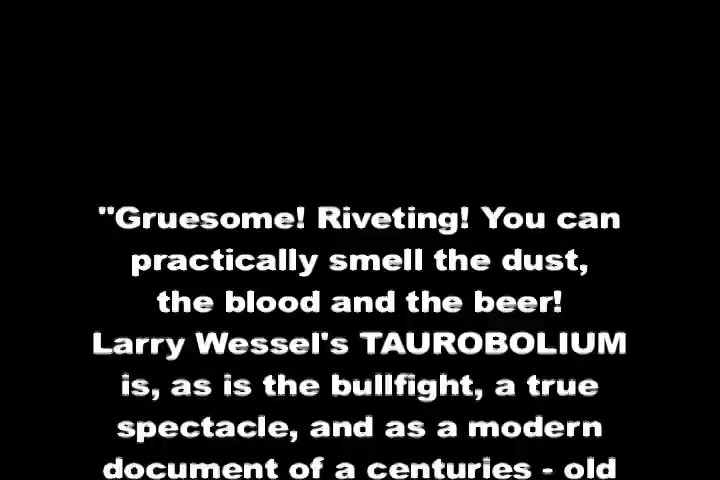 "Gruesome! Riveting! You can
practically smell the dust,
the blood and the beer!
Larry Wessel's TAUROBOLIUM
is, as is the bullfight, a true
spectacle, and as a modern
document of a centuries - old